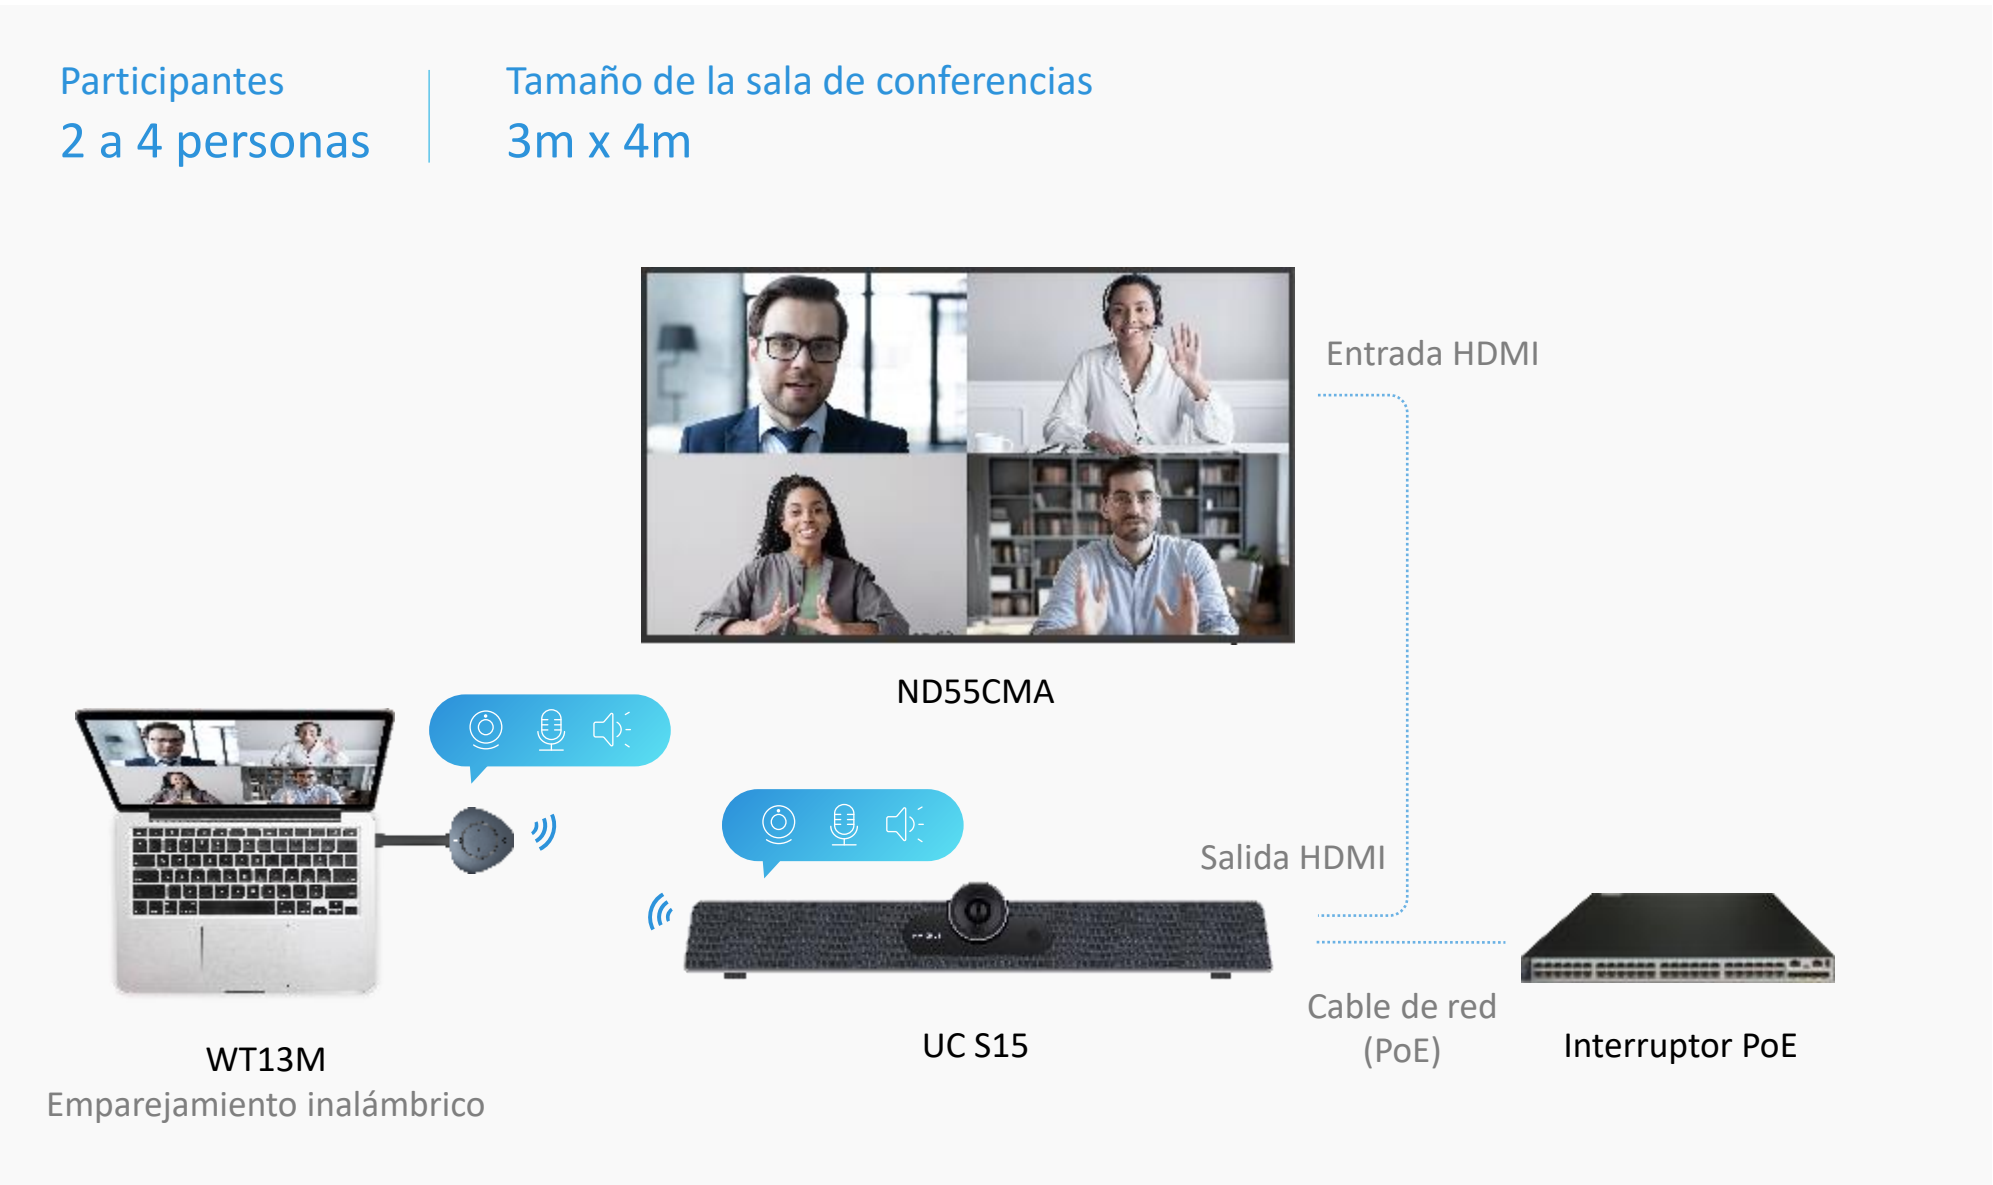 Participantes
2 a 4 personas
Tamaño de la sala de conferencias
3m x 4m
Entrada HDMI
ND55CMA
Salida HDMI
Cable de red
(PoE)
UC S15
Interruptor PoE
WT13M
Emparejamiento inalámbrico